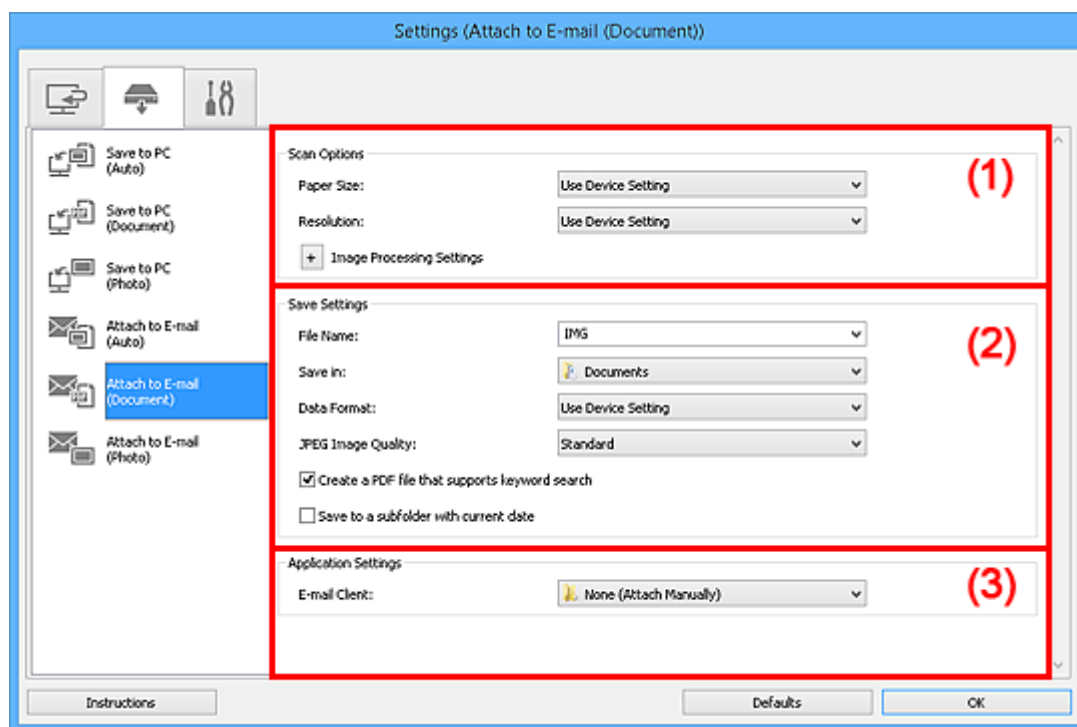 Settings (Attach to E-mail (Document))
Save to PC
(Auto)
Save to PC
(Document)
Save to PC
(Photo)
Attach to E-mail
(Auto)
Attach to E-mail
(Document)
Attach to E-mail
(Photo)
Scan Options
(1)
Paper Size: Use Device Setting
Resolution: Use Device Setting
+ Image Processing Settings
Save Settings
(2)
File Name: IMG
Save in: Documents
Data Format: Use Device Setting
JPEG Image Quality: Standard
Create a PDF file that supports keyword search
Save to a subfolder with current date
Application Settings
(3)
E-mail Client: None (Attach Manually)
Instructions Defaults OK